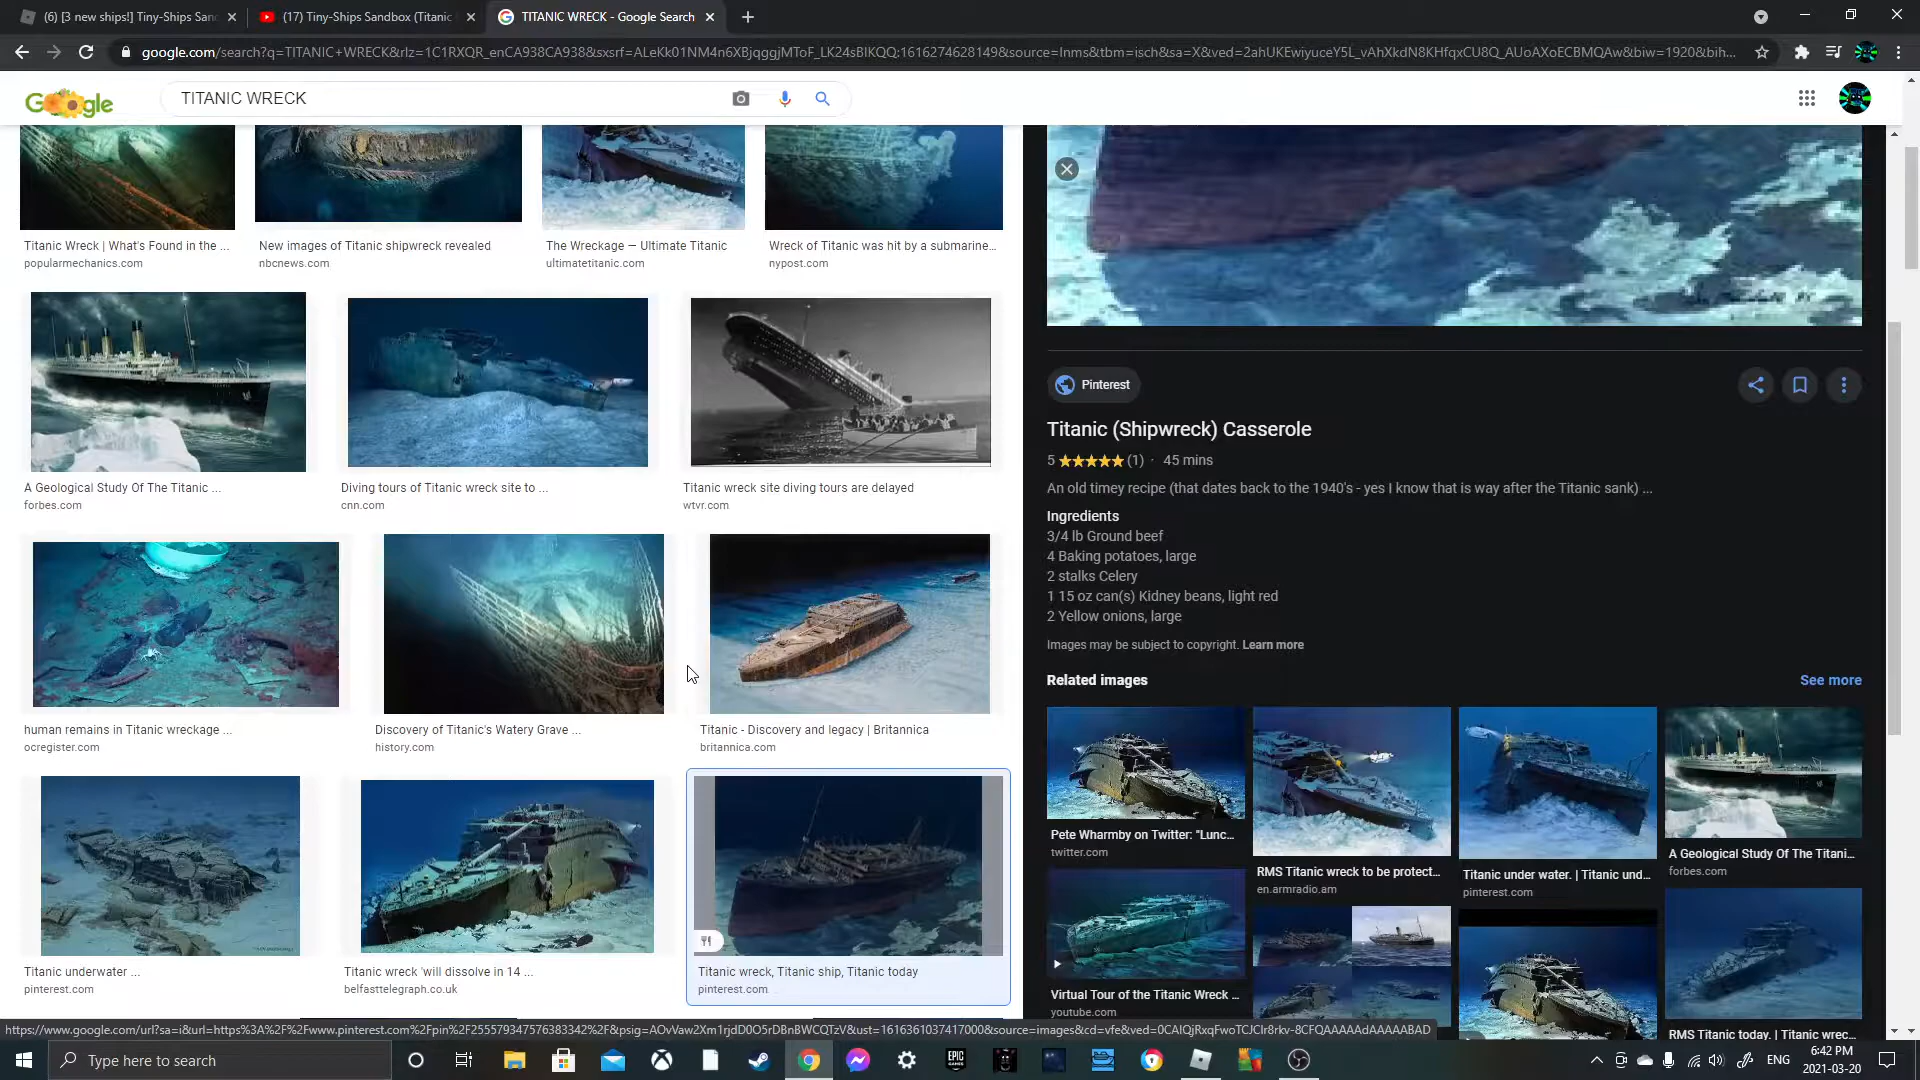 (6) [3 new ships!] Tiny-Ships San
(17) Tiny-Ships Sandbox (Titanic
TITANIC WRECK - Google Search
google.com/search?q=TITANIC+WRECK&rlz=1C1RXQR_enCA938CA938&sxsrf=ALeKk01NM4n6XBjqggjMToF_LK24sBIKQQ:1616274628149&source=lnms&tbm=isch&sa=X&ved=2ahUKEwiyuceY5L_vAhXkdN8KHfqxCU8Q_AUoAXoECBMQAw&biw=1920&bih...
Google
TITANIC WRECK
Titanic Wreck | What's Found in the ...
popularmechanics.com
New images of Titanic shipwreck revealed
nbcnews.com
The Wreckage — Ultimate Titanic
ultimatetitanic.com
Wreck of Titanic was hit by a submarine...
nypost.com
A Geological Study Of The Titanic ...
forbes.com
Diving tours of Titanic wreck site to ...
cnn.com
Titanic wreck site diving tours are delayed
wtvr.com
human remains in Titanic wreckage ...
ocregister.com
Discovery of Titanic's Watery Grave ...
history.com
Titanic - Discovery and legacy | Britannica
britannica.com
Titanic underwater ...
pinterest.com
Titanic wreck 'will dissolve in 14 ...
belfasttelegraph.co.uk
Titanic wreck, Titanic ship, Titanic today
pinterest.com
Pinterest
Titanic (Shipwreck) Casserole
5 ★★★★★ (1) · 45 mins
An old timey recipe (that dates back to the 1940's - yes I know that is way after the Titanic sank) ...
Ingredients
3/4 lb Ground beef
4 Baking potatoes, large
2 stalks Celery
1 15 oz can(s) Kidney beans, light red
2 Yellow onions, large
Images may be subject to copyright. Learn more
Related images
See more
Pete Wharmby on Twitter: "Lunc...
twitter.com
RMS Titanic wreck to be protect...
en.armradio.am
Titanic under water. | Titanic und...
pinterest.com
A Geological Study Of The Titani...
forbes.com
Virtual Tour of the Titanic Wreck ...
youtube.com
RMS Titanic today. | Titanic wrec...
https://www.google.com/url?sa=i&url=https%3A%2F%2Fwww.pinterest.com%2Fpin%2F255579347576383342%2F&psig=AOvVaw2Xm1rjdD0O5rDBnBWCQTzV&ust=1616361037417000&source=images&cd=vfe&ved=0CAIQjRxqFwoTCJClr8rkv-8CFQAAAAAdAAAAABAD
Type here to search
EPIC GAMES
ENG
6:42 PM
2021-03-20